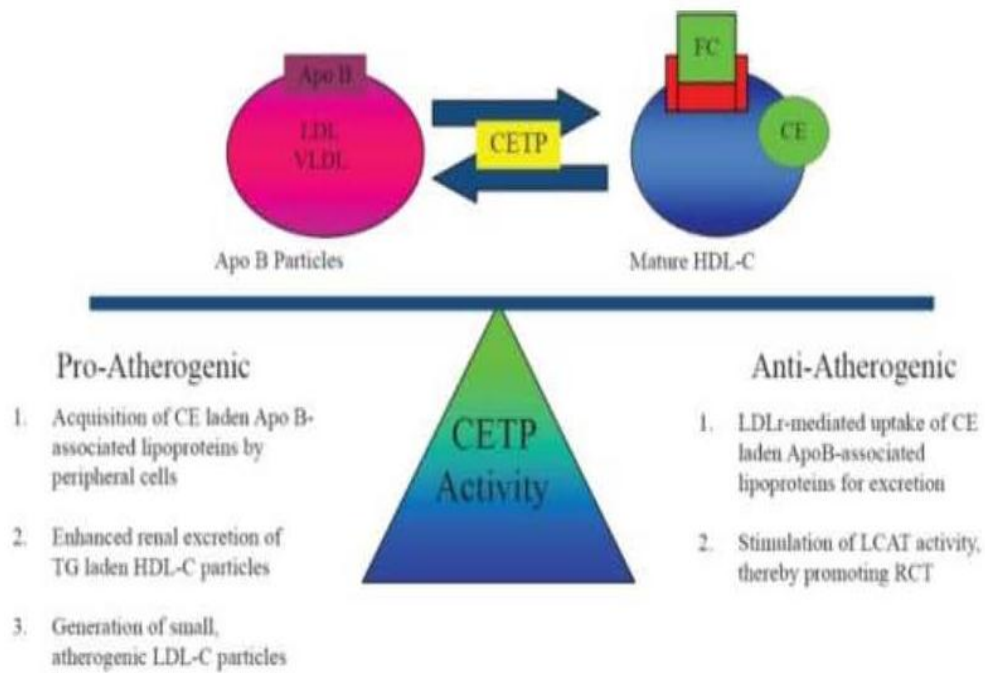 Apo B
LDL
VLDL
CETP
FC
CE
Apo B Particles
Mature HDL-C
CETP
Activity
Pro-Atherogenic
1. Acquisition of CE laden Apo B-
associated lipoproteins by
peripheral cells
2. Enhanced renal excretion of
TG laden HDL-C particles
3. Generation of small,
atherogenic LDL-C particles
Anti-Atherogenic
1. LDLr-mediated uptake of CE
laden ApoB-associated
lipoproteins for excretion
2. Stimulation of LCAT activity,
thereby promoting RCT